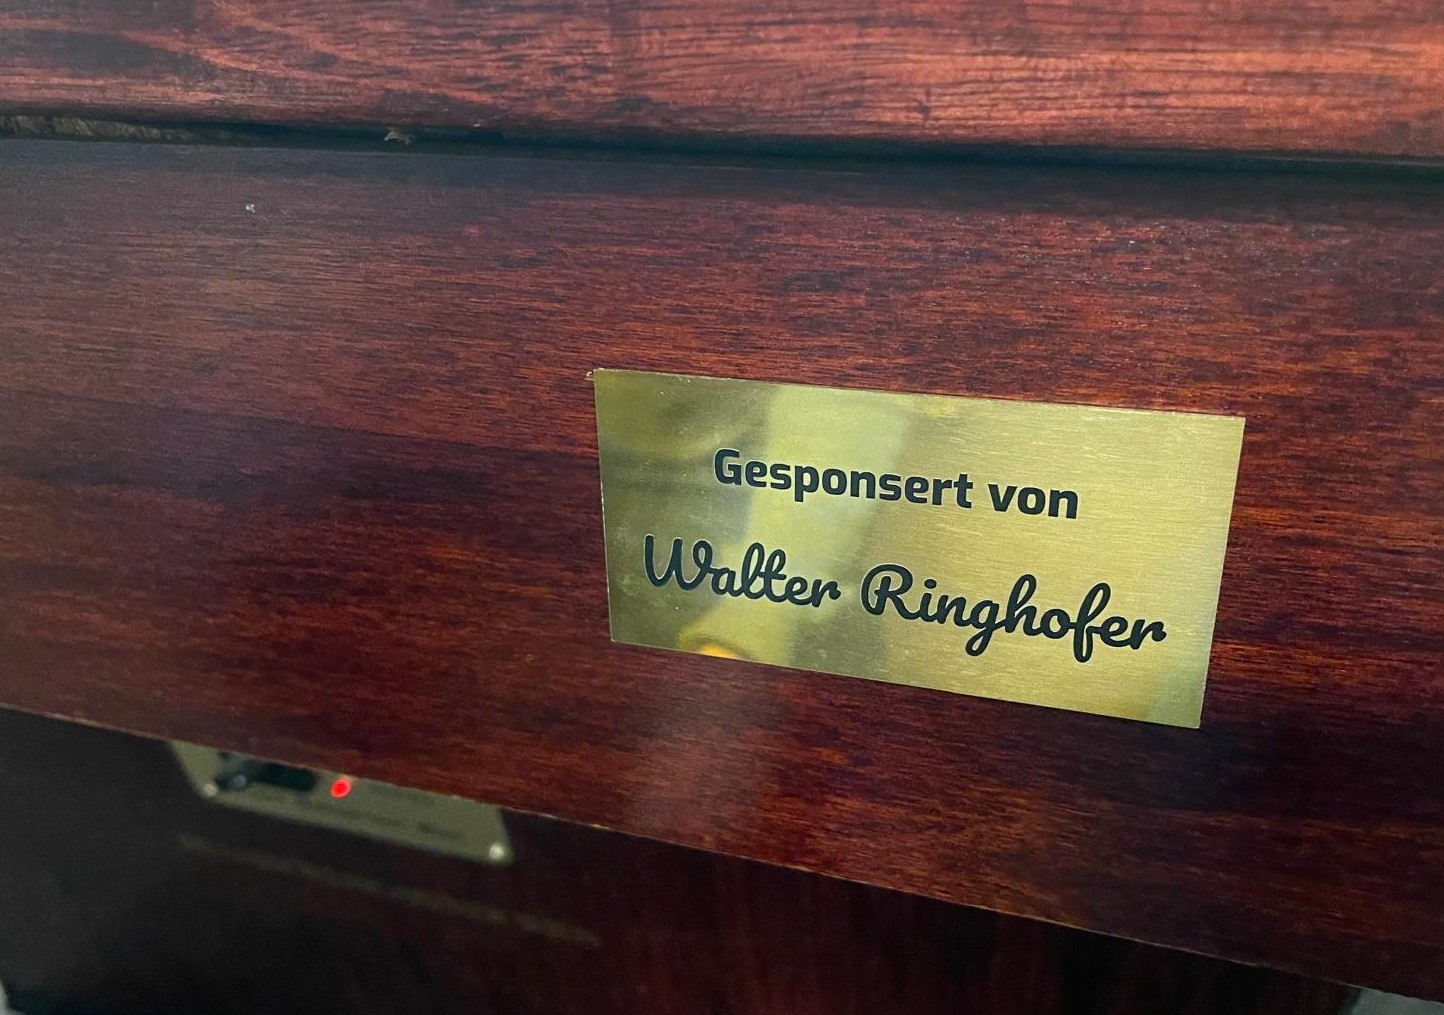 Gesponsert von
Walter Ringhofer